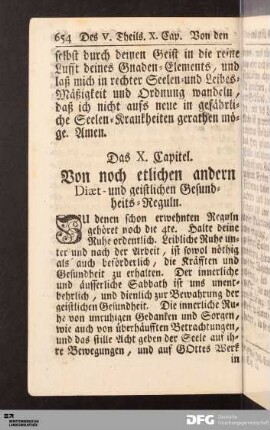 654 Des V. Theils. X. Cap. Von den
selbst durch deinen Geist in die reine
Lufft deines Gnaden-Elements, und
laß mich in rechter Seelen-und Leibes-
Mäßigkeit und Ordnung wandeln,
daß ich nicht aufs neue in gefährli-
che Seelen-Kranckheiten gerathen mö-
ge. Amen.
Das X. Capitel.
Von noch etlichen andern
Diæt-und geistlichen Gesund-
heits-Reguln.
ZU denen schon erwehnten Reguln
gehöret noch die 4te. Halte deine
Ruhe ordentlich. Leibliche Ruhe un-
ter und nach der Arbeit, ist sowol nöthig
als auch beförderlich, die Kräfften und
Gesundheit zu erhalten. Der innerliche
und äusserliche Sabbath ist uns unent-
behrlich, und dienlich zur Bewahrung der
geistlichen Gesundheit. Die innerliche Ru-
he von unruhigen Gedancken und Sorgen,
wie auch von überhäufften Betrachtungen,
und das stille Acht geben der Seele auf ih-
re Bewegungen, und auf GOttes Werk
in
DFG
Deutsche
Forschungsgemeinschaft